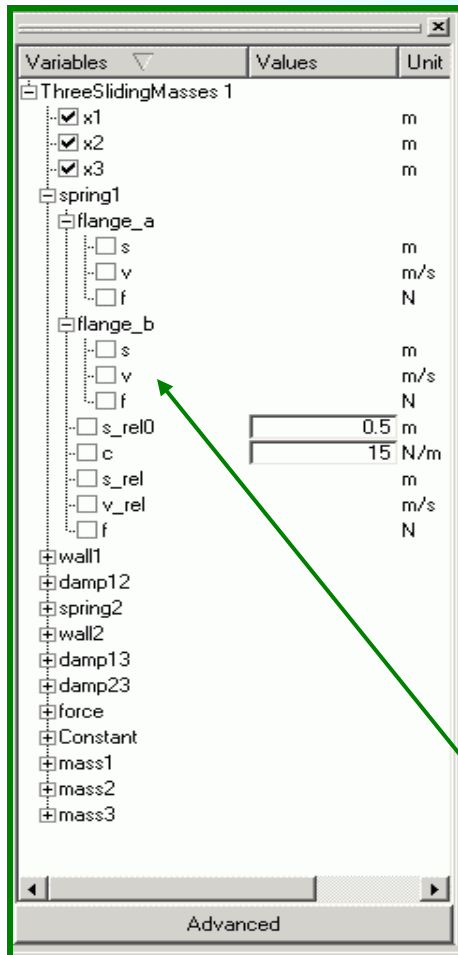 Variables Values Unit
ThreeSlidingMasses 1
x1 m
x2 m
x3 m
spring1
flange_a
s m
v m/s
f N
flange_b
s m
v m/s
f N
s_rel0 0.5 m
c 15 N/m
s_rel m
v_rel m/s
f N
wall1
damp12
spring2
wall2
damp13
damp23
force
Constant
mass1
mass2
mass3
Advanced